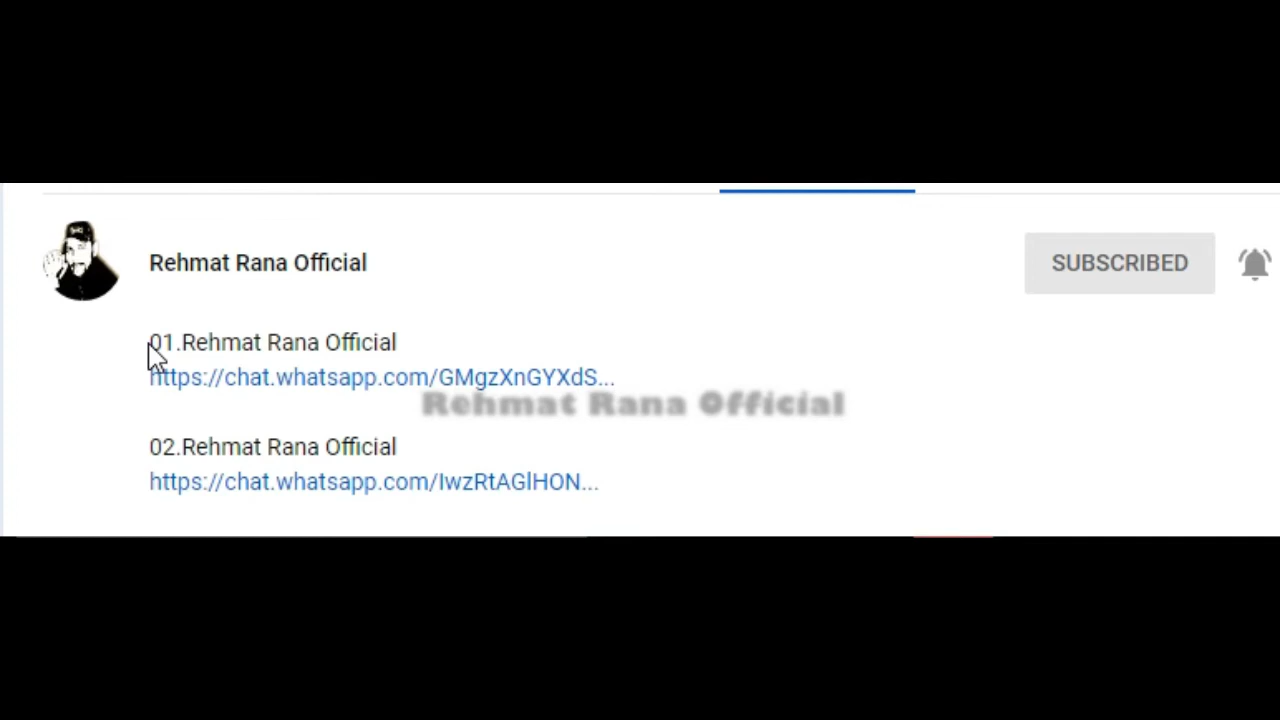 Rehmat Rana Official
SUBSCRIBED
01.Rehmat Rana Official
https://chat.whatsapp.com/GMgzXnGYXdS...
Rehmat Rana Official
02.Rehmat Rana Official
https://chat.whatsapp.com/IwzRtAGlHON...